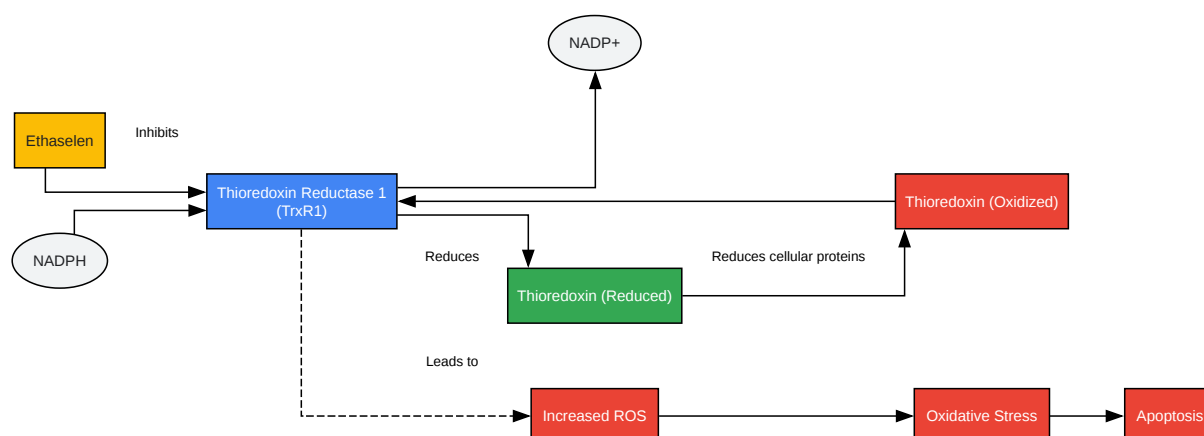 NADP+
Ethaselen
Inhibits
Thioredoxin Reductase 1
(TrxR1)
Thioredoxin (Oxidized)
NADPH
Reduces
Reduces cellular proteins
Thioredoxin (Reduced)
Leads to
Increased ROS
Oxidative Stress
Apoptosis